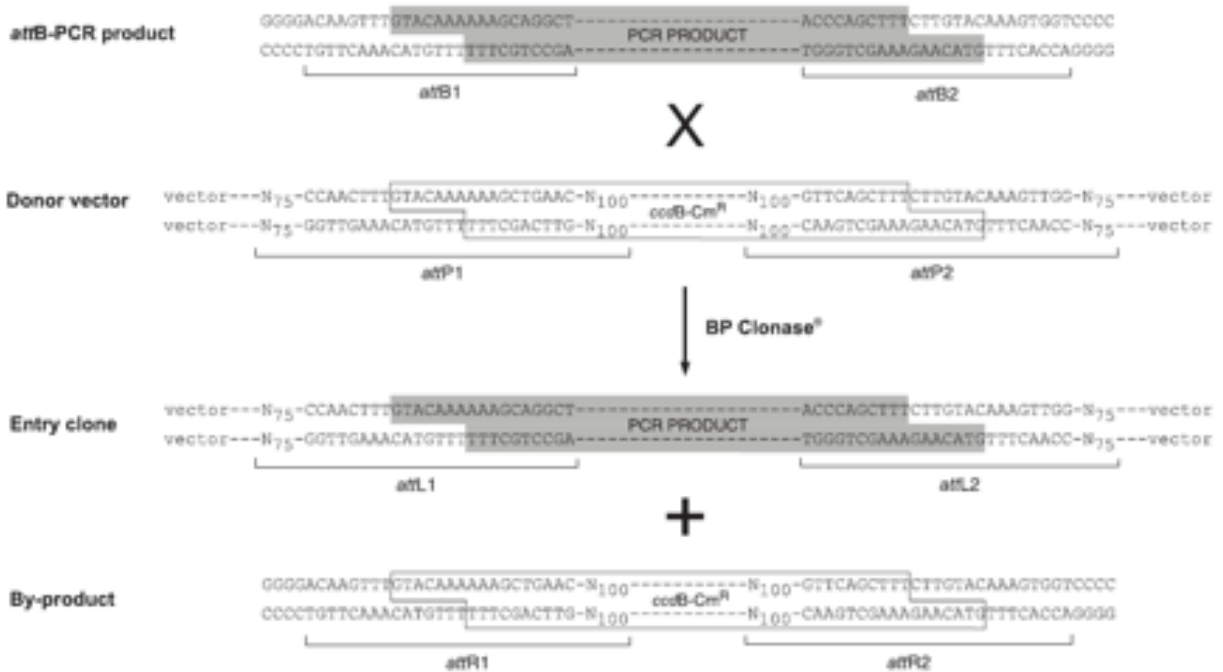 GGGGACAAGTTTGTACAAAAAAGCAGGCT---------------ACCCAGCTTTCTTGTACAAAGTGGTCCCC
attB-PCR product
PCR PRODUCT
CCCCTGTTCAAACATGTTTTTTCGTCCGA---------------TGGGTCGAAAGAACATGTTTCACCAGGGG
attB1 attB2
X
vector---N75-CCAACTTTGTACAAAAAAGCTGAAC-N100----------N100-GTTCAGCTTTCTTGTACAAAGTTGG-N75---vector
Donor vector
ccdB-CmR
vector---N75-GGTTGAAACATGTTTTTTCGACTTG-N100----------N100-CAAGTCGAAAGAACATGTTTCAACC-N75---vector
attP1 attP2
BP Clonase®
vector---N75-CCAACTTTGTACAAAAAAGCAGGCT---------------ACCCAGCTTTCTTGTACAAAGTTGG-N75---vector
Entry clone
PCR PRODUCT
vector---N75-GGTTGAAACATGTTTTTTCGTCCGA---------------TGGGTCGAAAGAACATGTTTCAACC-N75---vector
attL1 attL2
+
GGGGACAAGTTTGTACAAAAAAGCTGAAC-N100----------N100-GTTCAGCTTTCTTGTACAAAGTGGTCCCC
By-product
ccdB-CmR
CCCCTGTTCAAACATGTTTTTTCGACTTG-N100----------N100-CAAGTCGAAAGAACATGTTTCACCAGGGG
attR1 attR2